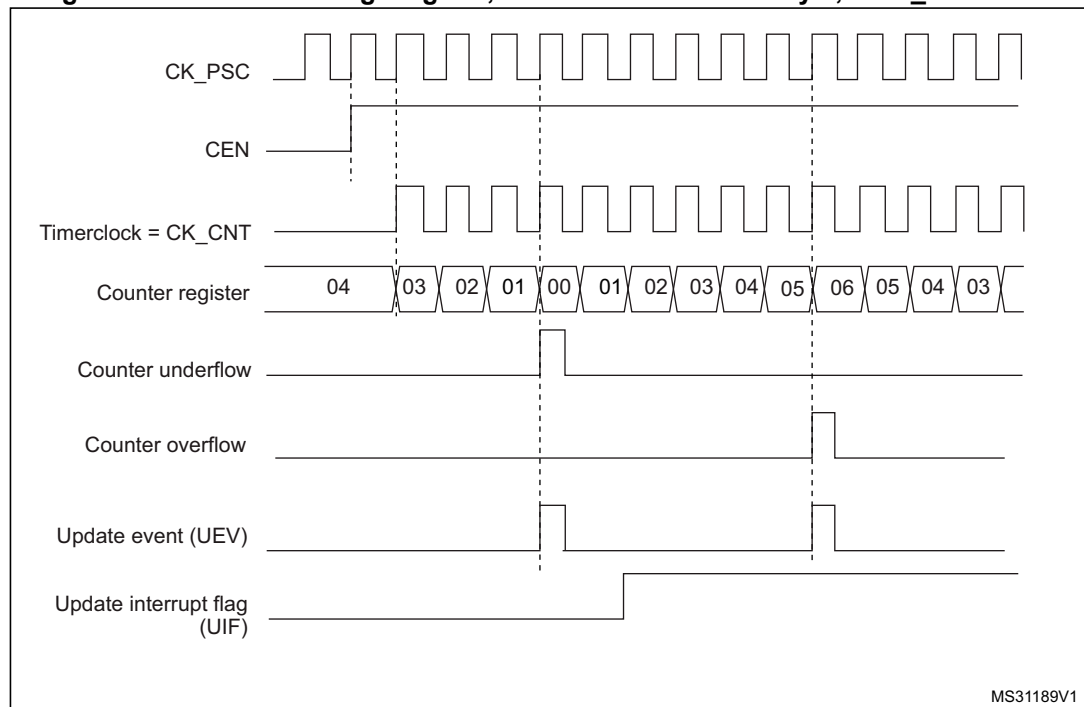 CK_PSC
CEN
Timerclock = CK_CNT
Counter register 04 03 02 01 00 01 02 03 04 05 06 05 04 03
Counter underflow
Counter overflow
Update event (UEV)
Update interrupt flag
(UIF)
MS31189V1